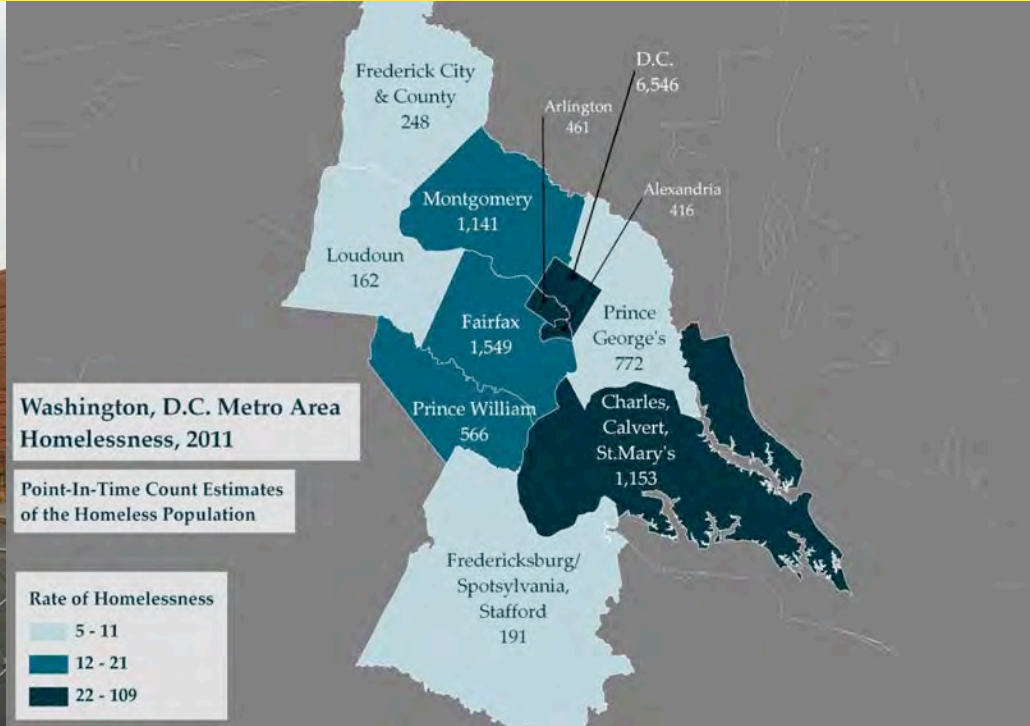 Frederick City
& County
248
D.C.
6,546
Arlington
461
Alexandria
416
Montgomery
1,141
Loudoun
162
Fairfax
1,549
Prince
George's
772
Prince William
566
Charles,
Calvert,
St.Mary's
1,153
Washington, D.C. Metro Area
Homelessness, 2011
Point-In-Time Count Estimates
of the Homeless Population
Fredericksburg/
Spotsylvania,
Stafford
191
Rate of Homelessness
5 - 11
12 - 21
22 - 109